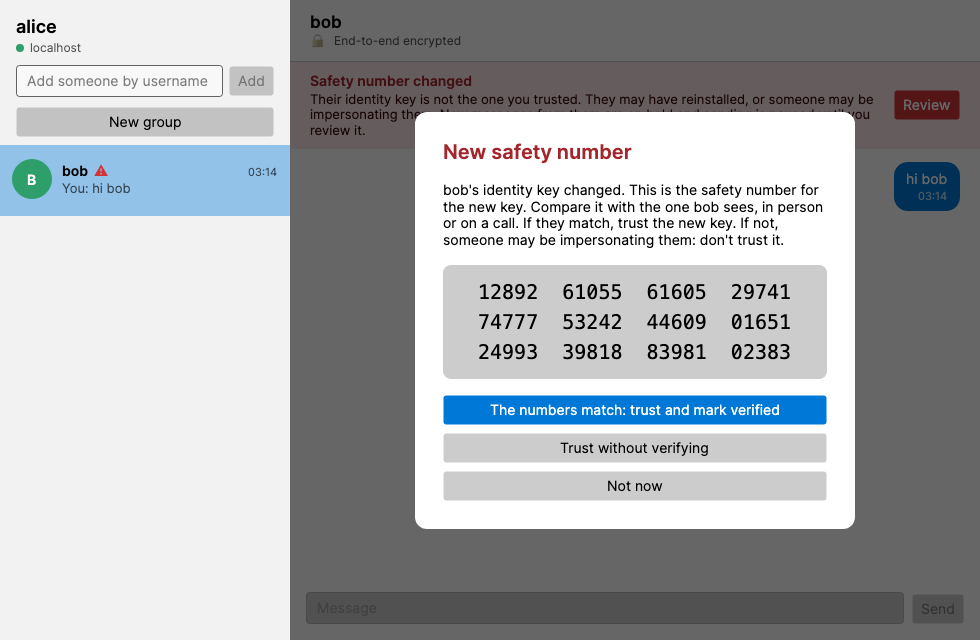 alice
localhost
Add someone by username
Add
New group
B
bob
03:14
You: hi bob
bob
End-to-end encrypted
Safety number changed
Their identity key is not the one you trusted. They may have reinstalled, or someone may be
impersonating you
review it.
Review
hi bob
03:14
New safety number
bob's identity key changed. This is the safety number for
the new key. Compare it with the one bob sees, in person
or on a call. If they match, trust the new key. If not,
someone may be impersonating them: don't trust it.
12892 61055 61605 29741
74777 53242 44609 01651
24993 39818 83981 02383
The numbers match: trust and mark verified
Trust without verifying
Not now
Message
Send